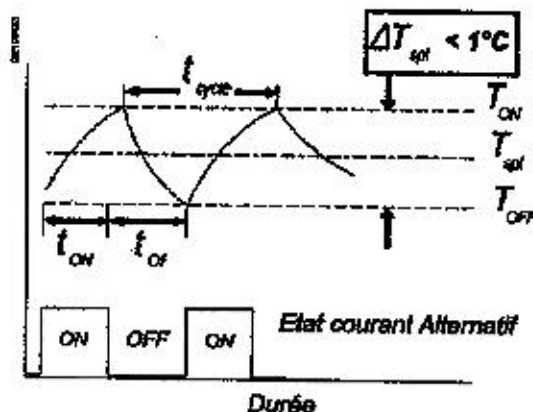 ΔT_spl < 1°C
t_cycle
T_ON
T_spl
T_OFF
t_ON
t_Of
ON OFF ON
Etat courant Alternatif
Durée